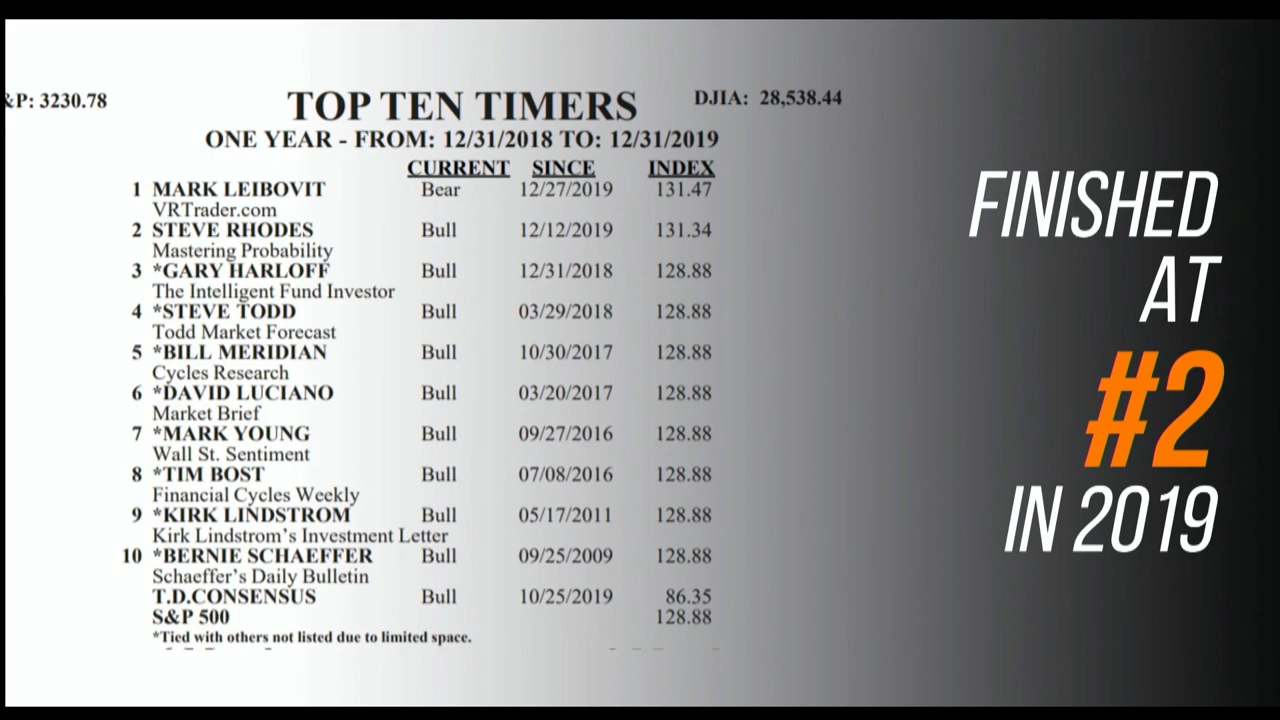 &P: 3230.78
TOP TEN TIMERS
DJIA: 28,538.44
ONE YEAR - FROM: 12/31/2018 TO: 12/31/2019
CURRENT SINCE INDEX
1 MARK LEIBOVIT Bear 12/27/2019 131.47
VRTrader.com
2 STEVE RHODES Bull 12/12/2019 131.34
Mastering Probability
3 *GARY HARLOFF Bull 12/31/2018 128.88
The Intelligent Fund Investor
4 *STEVE TODD Bull 03/29/2018 128.88
Todd Market Forecast
5 *BILL MERIDIAN Bull 10/30/2017 128.88
Cycles Research
6 *DAVID LUCIANO Bull 03/20/2017 128.88
Market Brief
7 *MARK YOUNG Bull 09/27/2016 128.88
Wall St. Sentiment
8 *TIM BOST Bull 07/08/2016 128.88
Financial Cycles Weekly
9 *KIRK LINDSTROM Bull 05/17/2011 128.88
Kirk Lindstrom's Investment Letter
10 *BERNIE SCHAEFFER Bull 09/25/2009 128.88
Schaeffer's Daily Bulletin
T.D.CONSENSUS Bull 10/25/2019 86.35
S&P 500 128.88
*Tied with others not listed due to limited space.
FINISHED
AT
#2
IN 2019